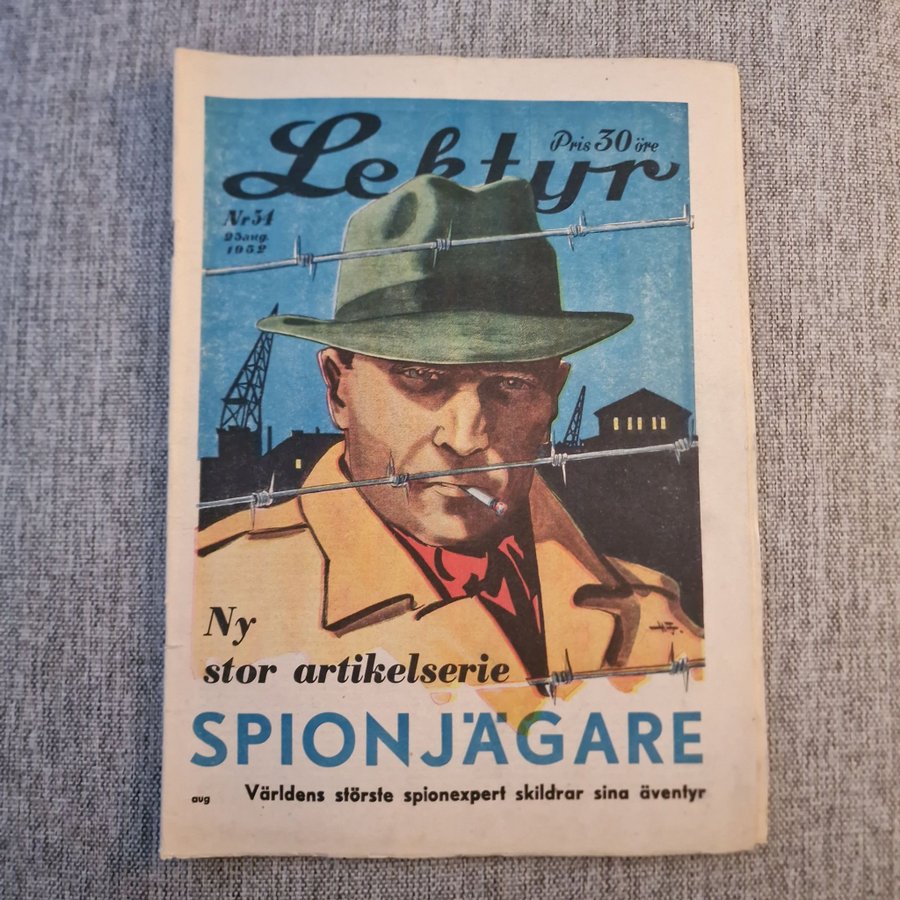 Lektyr
Pris 30 öre
Nr 34
23 aug.
1952
Ny
stor artikelserie
SPIONJÄGARE
avg
Världens störste spionexpert skildrar sina äventyr